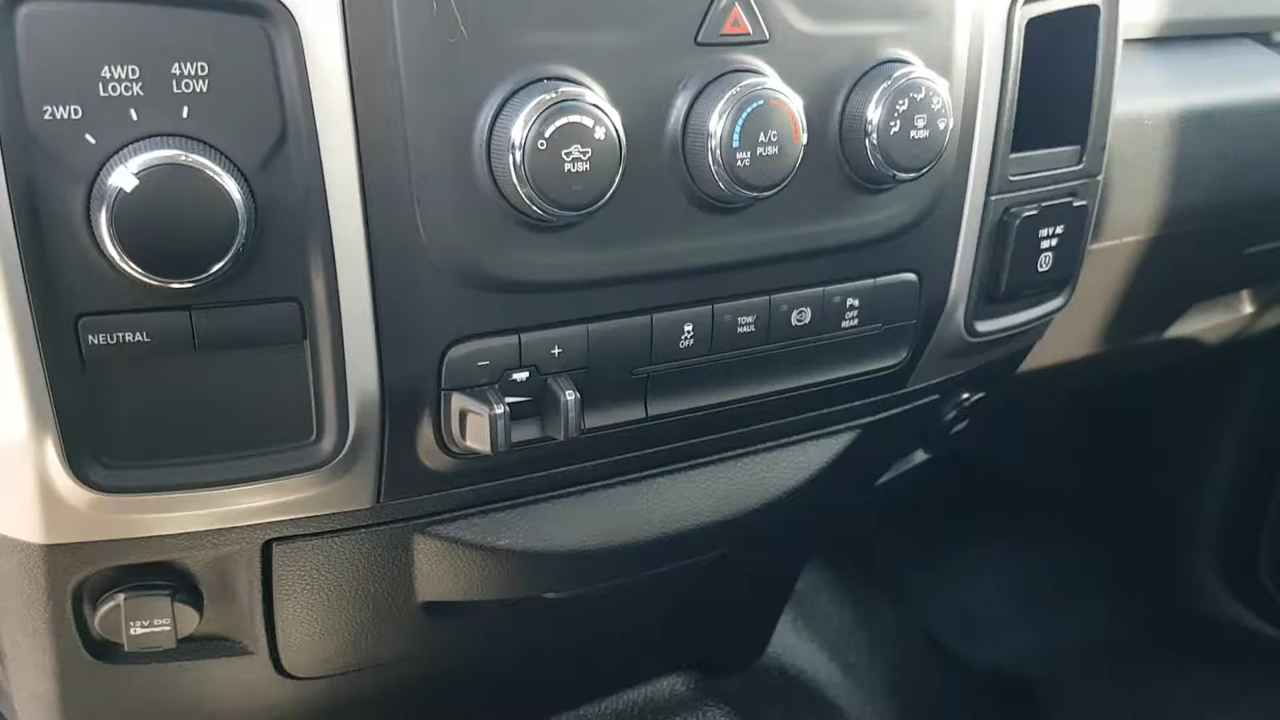 2WD
4WD
LOCK
4WD
LOW
NEUTRAL
PUSH
A/C
PUSH
MAX
A/C
PUSH
115V AC
150 W
−
+
OFF
TOW/
HAUL
OFF
REAR
12V DC